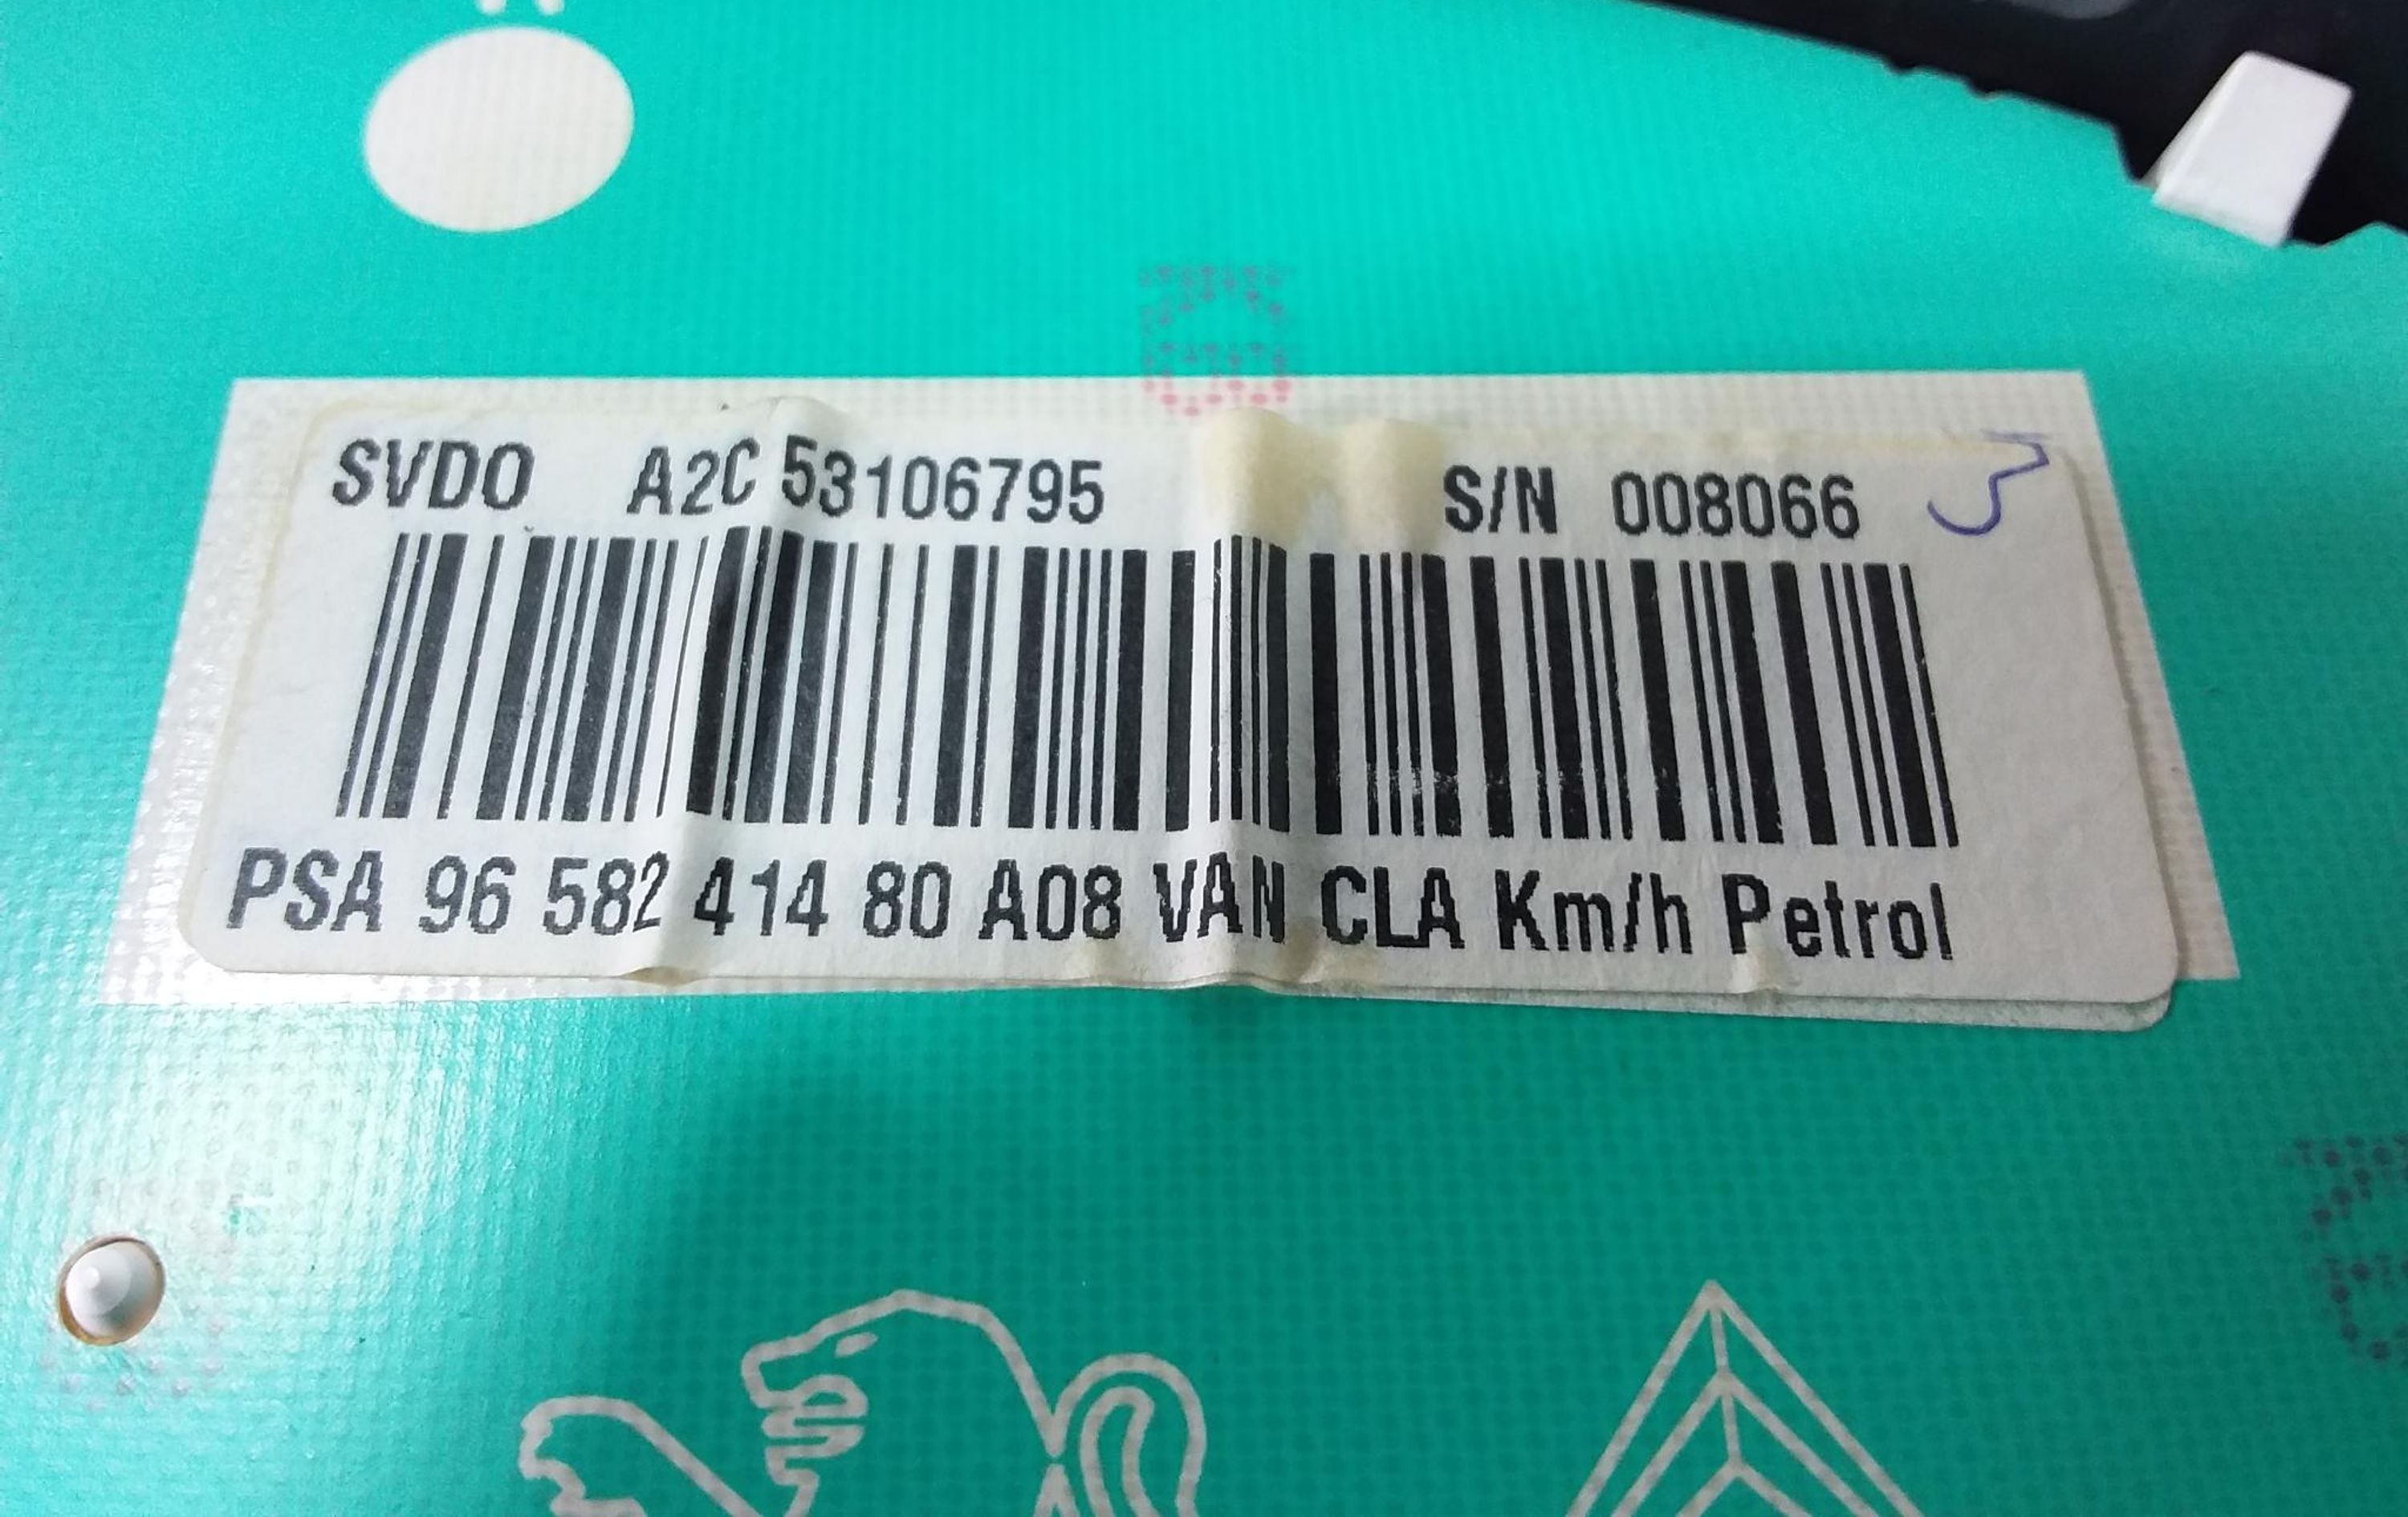 SVDO A2C 53106795 S/N 008066
PSA 96 582 414 80 A08 VAN CLA Km/h Petrol